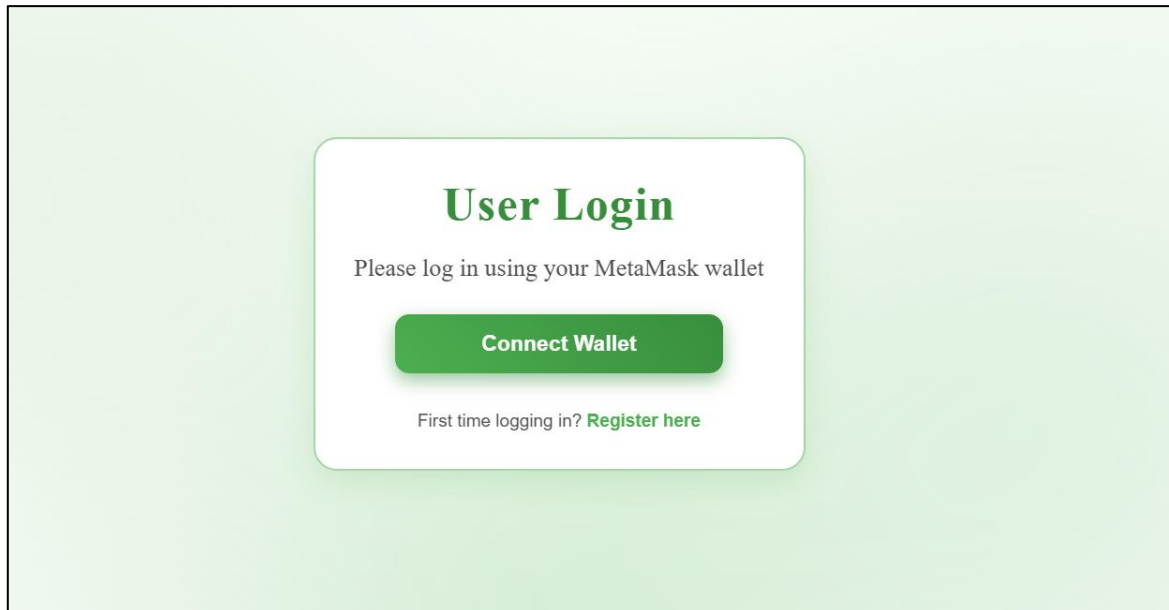 User Login
Please log in using your MetaMask wallet
Connect Wallet
First time logging in? Register here